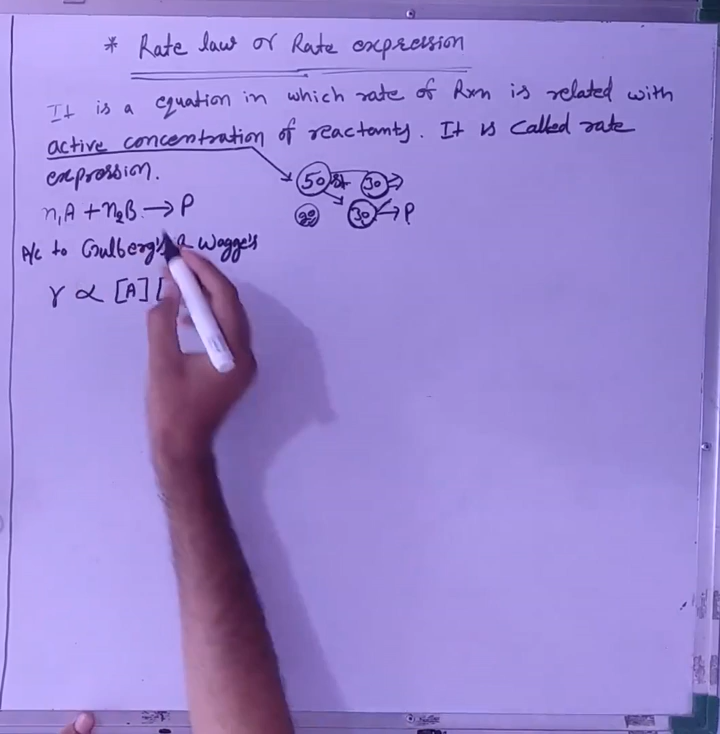 * Rate law or Rate expression
It is a equation in which rate of Rxn is related with
active concentration of reactants. It is Called rate
expression.
50 30
n₁A + n₂B → P
30 → P
A/c to Gulberg's & Wagge's
r ∝ [A] [